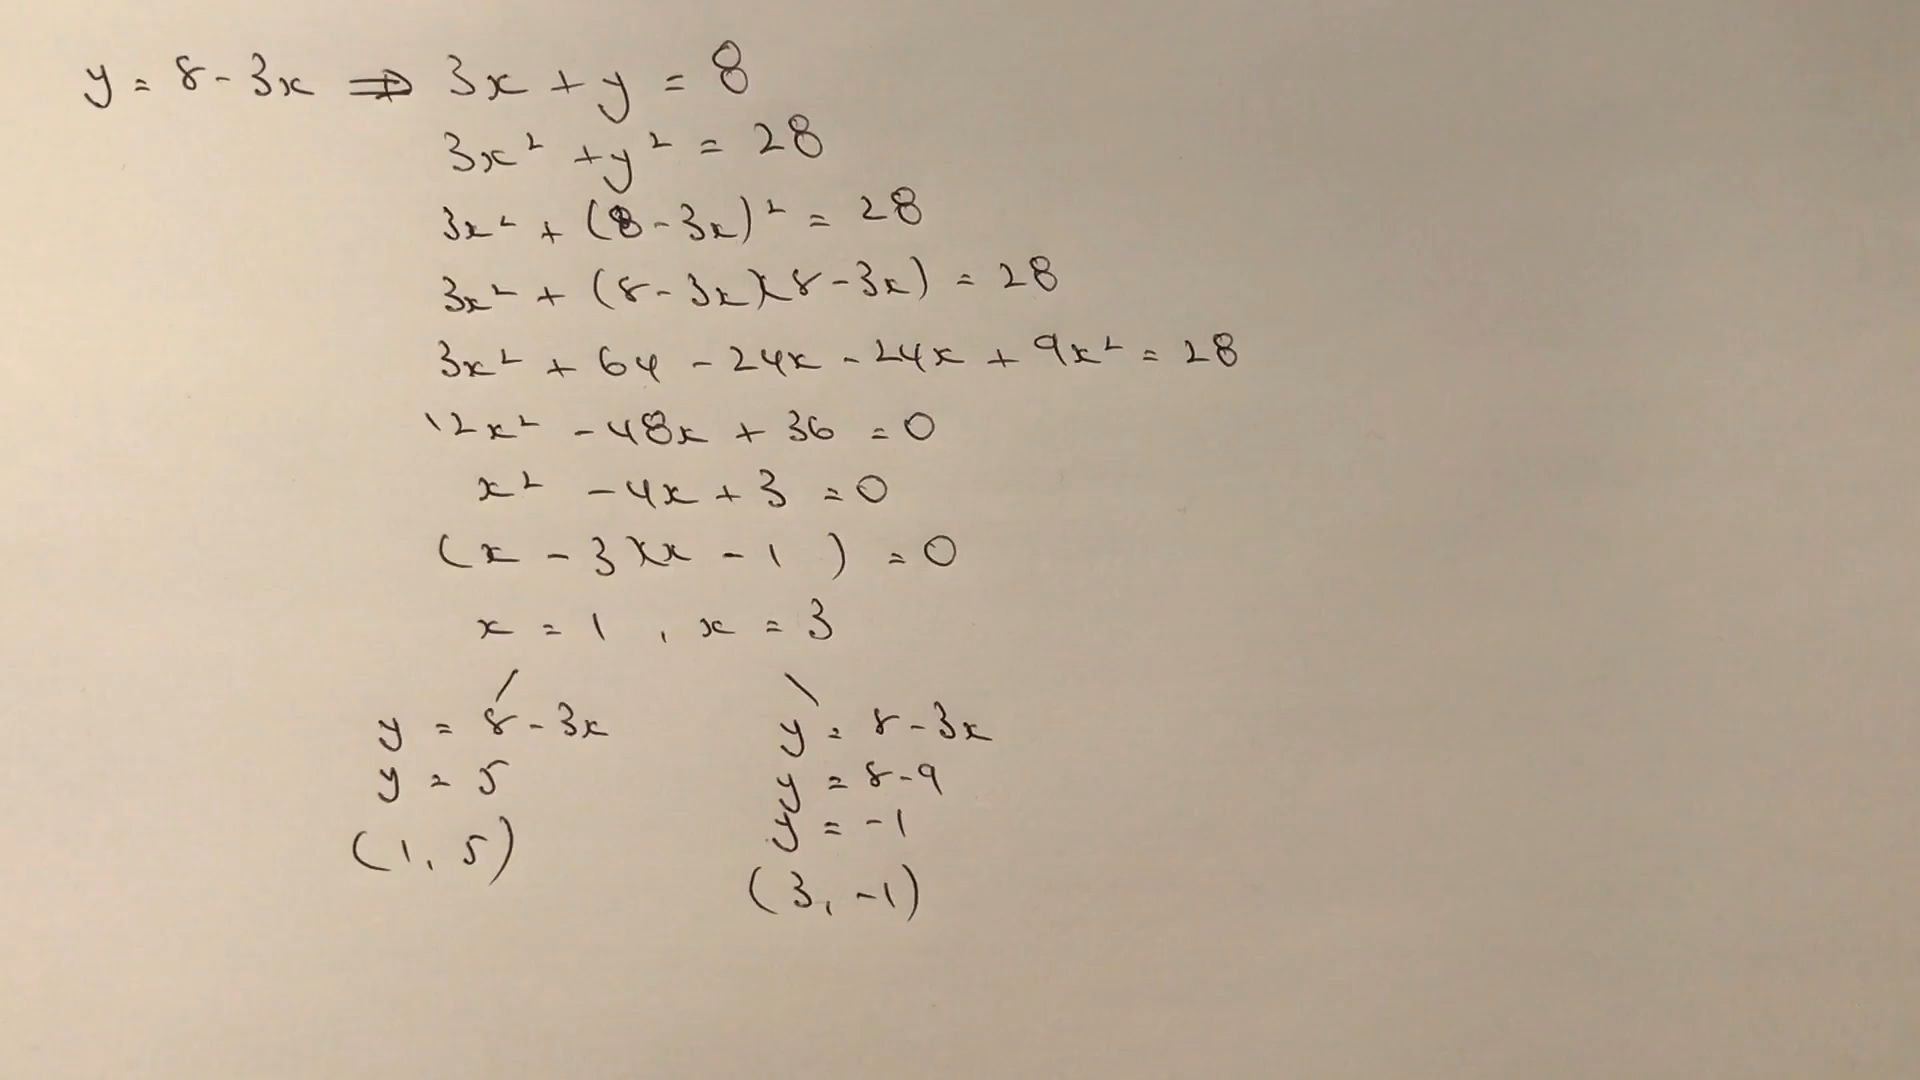 y = 8 - 3x ⇒ 3x + y = 8
3x² + y² = 28
3x² + (8 - 3x)² = 28
3x² + (8 - 3x)(8 - 3x) = 28
3x² + 64 - 24x - 24x + 9x² = 28
12x² - 48x + 36 = 0
x² - 4x + 3 = 0
(x - 3)(x - 1) = 0
x = 1, x = 3
y = 8 - 3x y = 8 - 3x
y = 5 y = 8 - 9
y = -1
(1, 5) (3, -1)